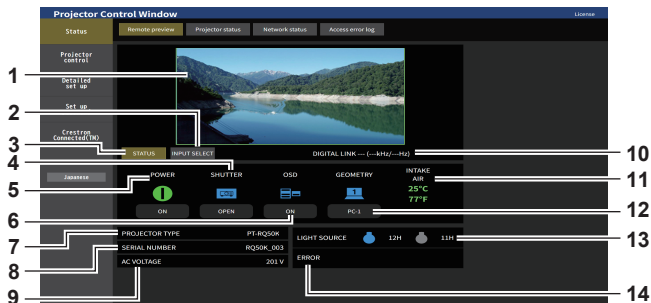 Projector Control Window
License
Status
Remote preview
Projector status
Network status
Access error log
Projector
control
Detailed
set up
Set up
Crestron
Connected(TM)
Japanese
STATUS
INPUT SELECT
DIGITAL LINK --- (---kHz/---Hz)
POWER
SHUTTER
OSD
GEOMETRY
INTAKE
AIR
25°C
77°F
1
ON
OPEN
ON
PC-1
PROJECTOR TYPE PT-RQ50K
SERIAL NUMBER RQ50K_003
AC VOLTAGE 201 V
LIGHT SOURCE 12H 11H
ERROR
1
2
3
4
5
6
7
8
9
10
11
12
13
14